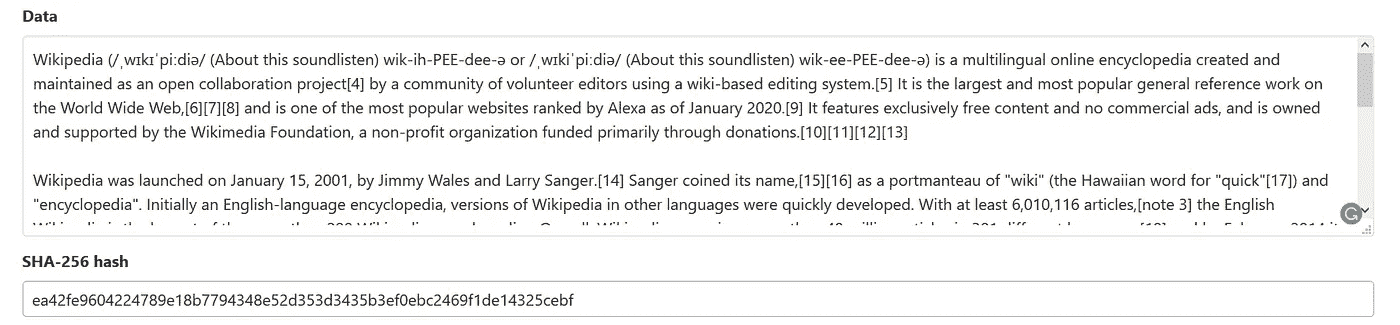 Data
Wikipedia (/ˌwɪkɪˈpiːdiə/ (About this soundlisten) wik-ih-PEE-dee-ə or /ˌwɪkiˈpiːdiə/ (About this soundlisten) wik-ee-PEE-dee-ə) is a multilingual online encyclopedia created and
maintained as an open collaboration project[4] by a community of volunteer editors using a wiki-based editing system.[5] It is the largest and most popular general reference work on
the World Wide Web,[6][7][8] and is one of the most popular websites ranked by Alexa as of January 2020.[9] It features exclusively free content and no commercial ads, and is owned
and supported by the Wikimedia Foundation, a non-profit organization funded primarily through donations.[10][11][12][13]
Wikipedia was launched on January 15, 2001, by Jimmy Wales and Larry Sanger.[14] Sanger coined its name,[15][16] as a portmanteau of "wiki" (the Hawaiian word for "quick"[17]) and
"encyclopedia". Initially an English-language encyclopedia, versions of Wikipedia in other languages were quickly developed. With at least 6,010,116 articles,[note 3] the English
SHA-256 hash
ea42fe9604224789e18b7794348e52d353d3435b3ef0ebc2469f1de14325cebf